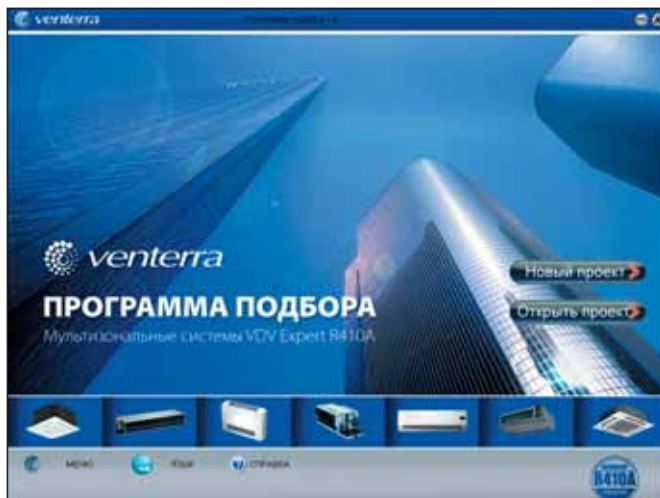 venterra
venterra
Новый проект
ПРОГРАММА ПОДБОРА
Открыть проект
Мультизональные системы VDV Expert R410A
МЕНЮ
ЯЗЫК
СПРАВКА
R410A